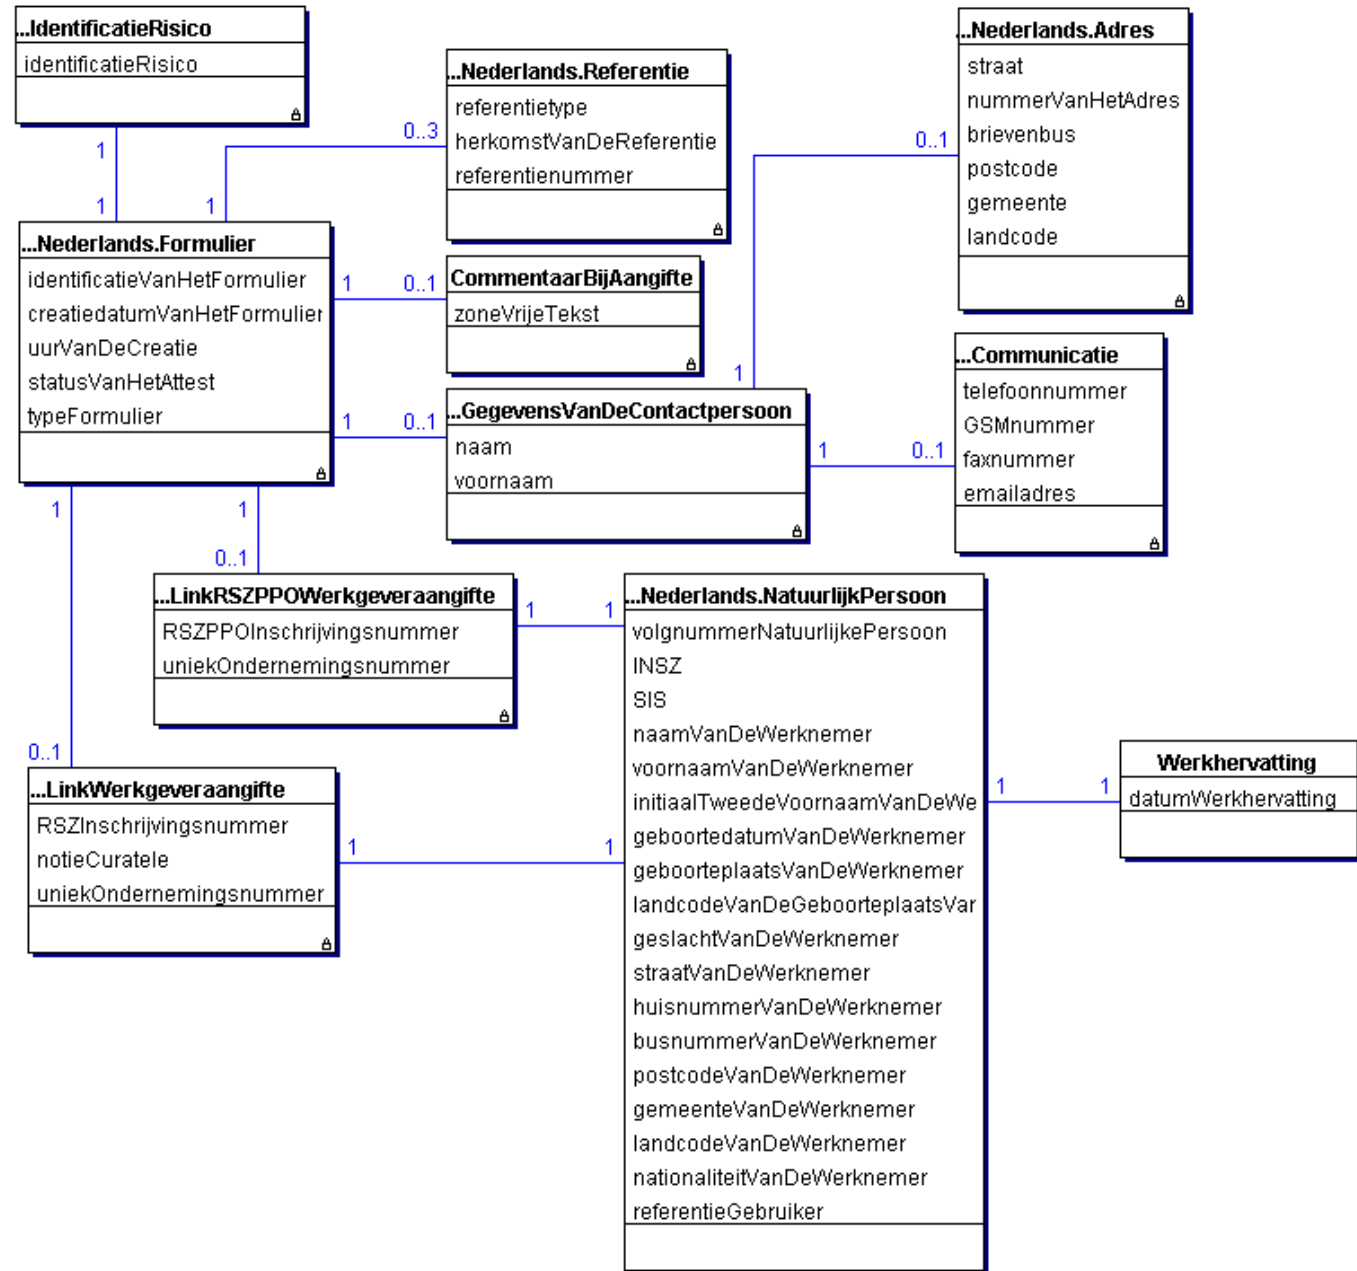 ...IdentificatieRisico
identificatieRisico
1
1
...Nederlands.Referentie
referentietype
herkomstVanDeReferentie
referentienummer
0..3
1
...Nederlands.Adres
straat
nummerVanHetAdres
brievenbus
postcode
gemeente
landcode
0..1
1
...Nederlands.Formulier
identificatieVanHetFormulier
creatiedatumVanHetFormulier
uurVanDeCreatie
statusVanHetAttest
typeFormulier
1
0..1
CommentaarBijAangifte
zoneVrijeTekst
1
0..1
...GegevensVanDeContactpersoon
naam
voornaam
1
0..1
...Communicatie
telefoonnummer
GSMnummer
faxnummer
emailadres
1
1
0..1
...LinkRSZPPOWerkgeveraangifte
RSZPPOInschrijvingsnummer
uniekOndernemingsnummer
1
1
0..1
...LinkWerkgeveraangifte
RSZInschrijvingsnummer
notieCuratele
uniekOndernemingsnummer
1
1
...Nederlands.NatuurlijkPersoon
volgnummerNatuurlijkePersoon
INSZ
SIS
naamVanDeWerknemer
voornaamVanDeWerknemer
initiaalTweedeVoornaamVanDeWe
geboortedatumVanDeWerknemer
geboorteplaatsVanDeWerknemer
landcodeVanDeGeboorteplaatsVar
geslachtVanDeWerknemer
straatVanDeWerknemer
huisnummerVanDeWerknemer
busnummerVanDeWerknemer
postcodeVanDeWerknemer
gemeenteVanDeWerknemer
landcodeVanDeWerknemer
nationaliteitVanDeWerknemer
referentieGebruiker
1
1
Werkhervatting
datumWerkhervatting